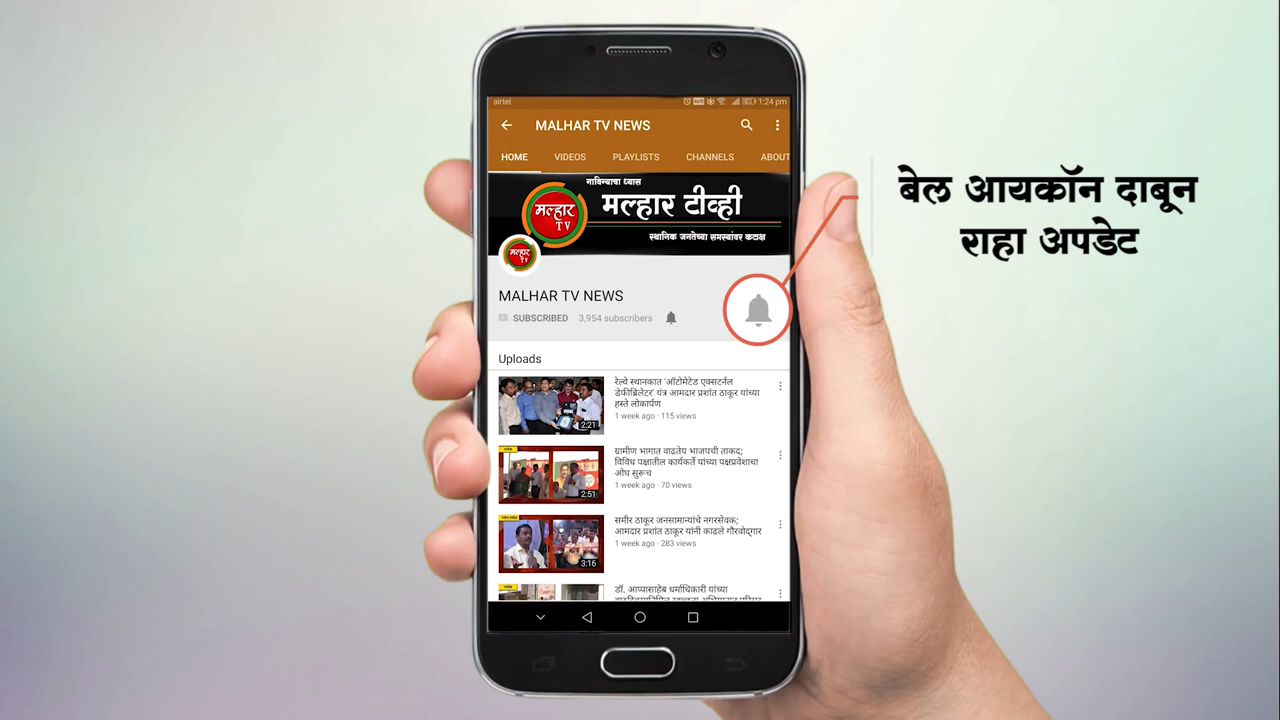 airtel 1:24 pm
MALHAR TV NEWS
HOME VIDEOS PLAYLISTS CHANNELS ABOUT
नाविन्याचा ध्यास
मल्हार टीव्ही
स्थानिक जनतेच्या समस्यांवर कटाक्ष
मल्हार
TV
मल्हार
TV
MALHAR TV NEWS
SUBSCRIBED 3,954 subscribers
बेल आयकॉन दाबून
राहा अपडेट
Uploads
रेल्वे स्थानकात 'ऑटोमेटेड एक्सटर्नल
डेफीब्रिलेटर' यंत्र आमदार प्रशांत ठाकूर यांच्या
हस्ते लोकार्पण
1 week ago · 115 views
2:21
ग्रामीण भागात वाढतेय भाजपची ताकद;
विविध पक्षातील कार्यकर्ते यांच्या पक्षप्रवेशाचा
ओघ सुरूच
1 week ago · 70 views
2:51
समीर ठाकूर जनसामान्यांचे नगरसेवक;
आमदार प्रशांत ठाकूर यांनी काढले गौरवोद्गार
1 week ago · 283 views
3:16
डॉ. आप्पासाहेब धर्माधिकारी यांच्या